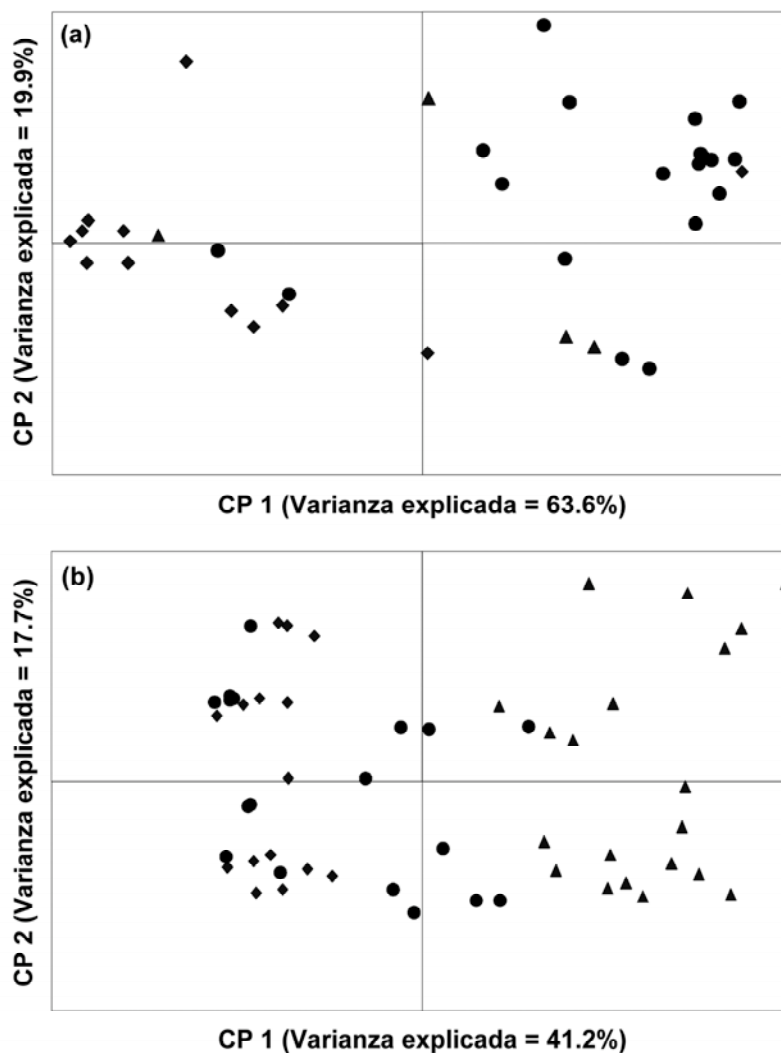 (a)
CP 2 (Varianza explicada = 19.9%)
CP 1 (Varianza explicada = 63.6%)
(b)
CP 2 (Varianza explicada = 17.7%)
CP 1 (Varianza explicada = 41.2%)